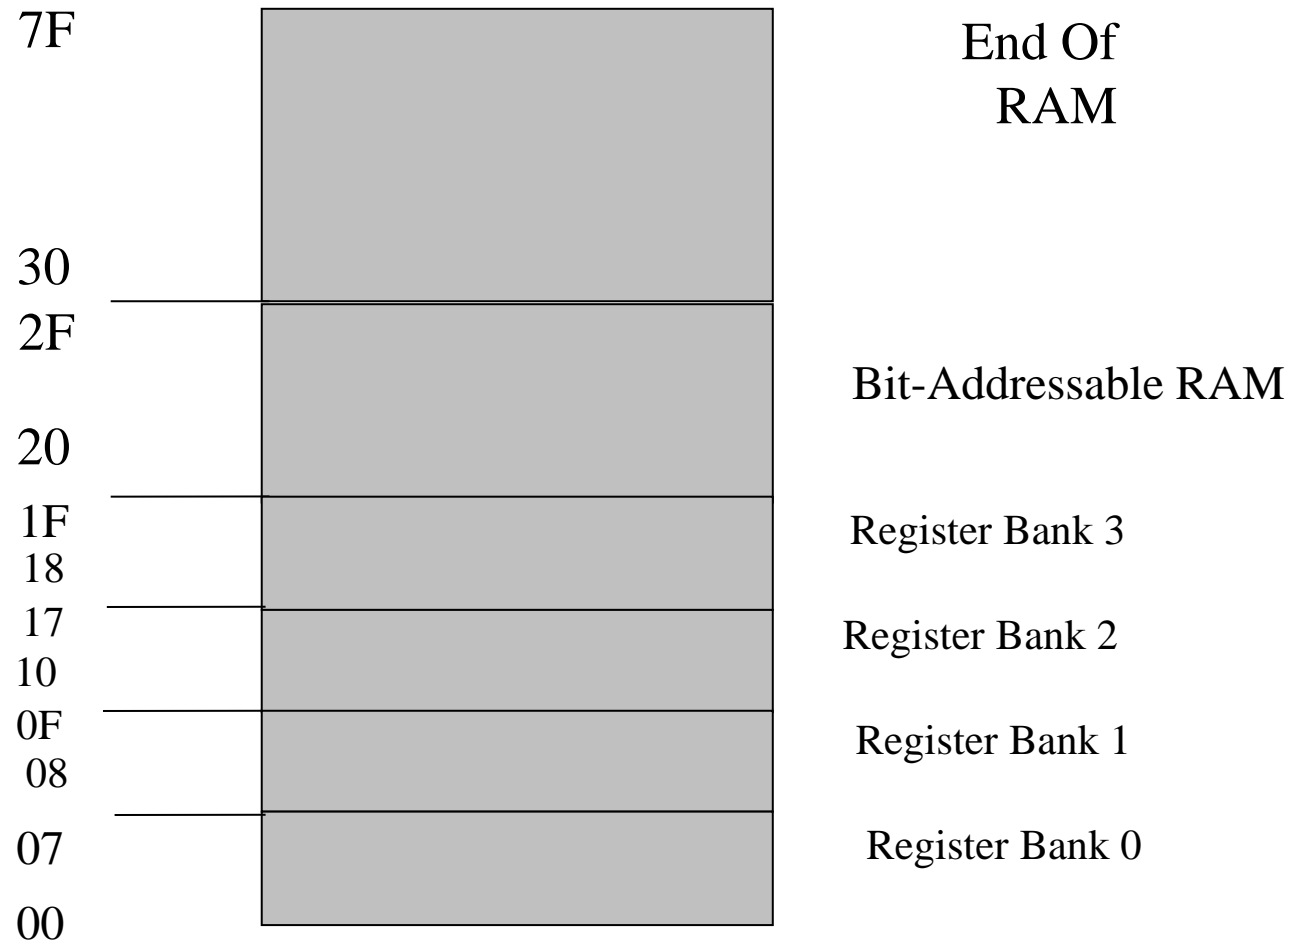 7F
End Of
RAM
30
2F
Bit-Addressable RAM
20
1F
Register Bank 3
18
17
Register Bank 2
10
0F
Register Bank 1
08
07
Register Bank 0
00